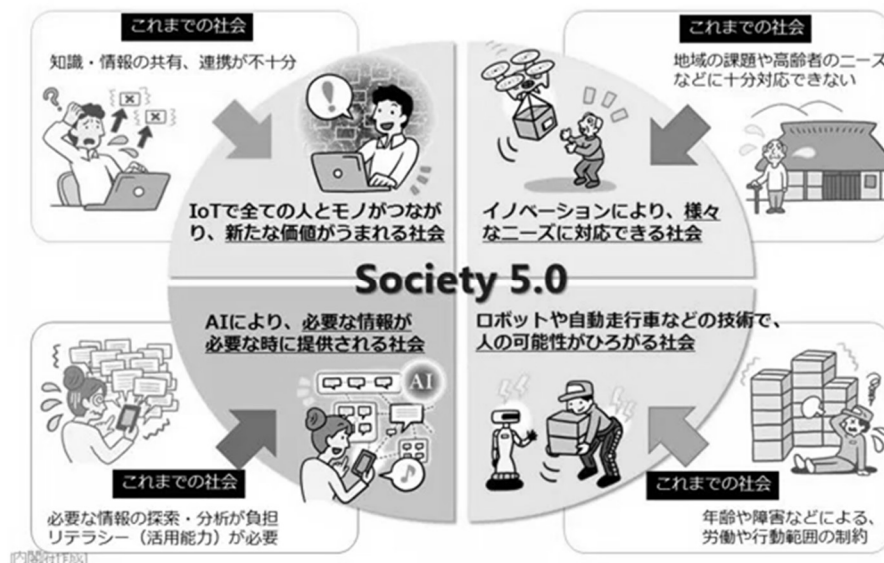 これまでの社会
知識・情報の共有、連携が不十分
IoTで全ての人とモノがつなが
り、新たな価値がうまれる社会
これまでの社会
地域の課題や高齢者のニーズ
などに十分対応できない
イノベーションにより、様々
なニーズに対応できる社会
Society 5.0
AIにより、必要な情報が
必要な時に提供される社会
AI
これまでの社会
必要な情報の探索・分析が負担
リテラシー（活用能力）が必要
ロボットや自動走行車などの技術で、
人の可能性がひろがる社会
これまでの社会
年齢や障害などによる、
労働や行動範囲の制約
[内閣府作成]